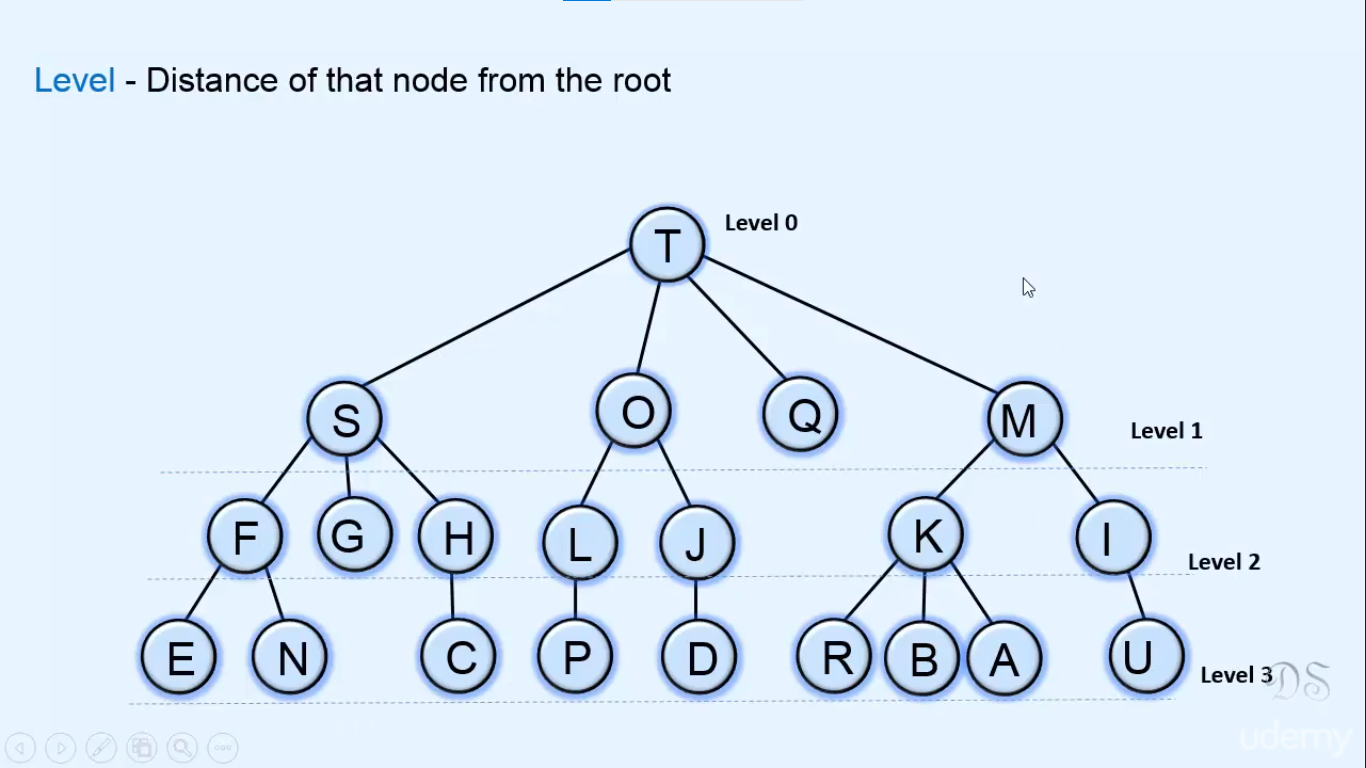 Level - Distance of that node from the root
T Level 0
S O Q M
Level 1
F G H L J K I
Level 2
E N C P D R B A U
Level 3
DS
udemy